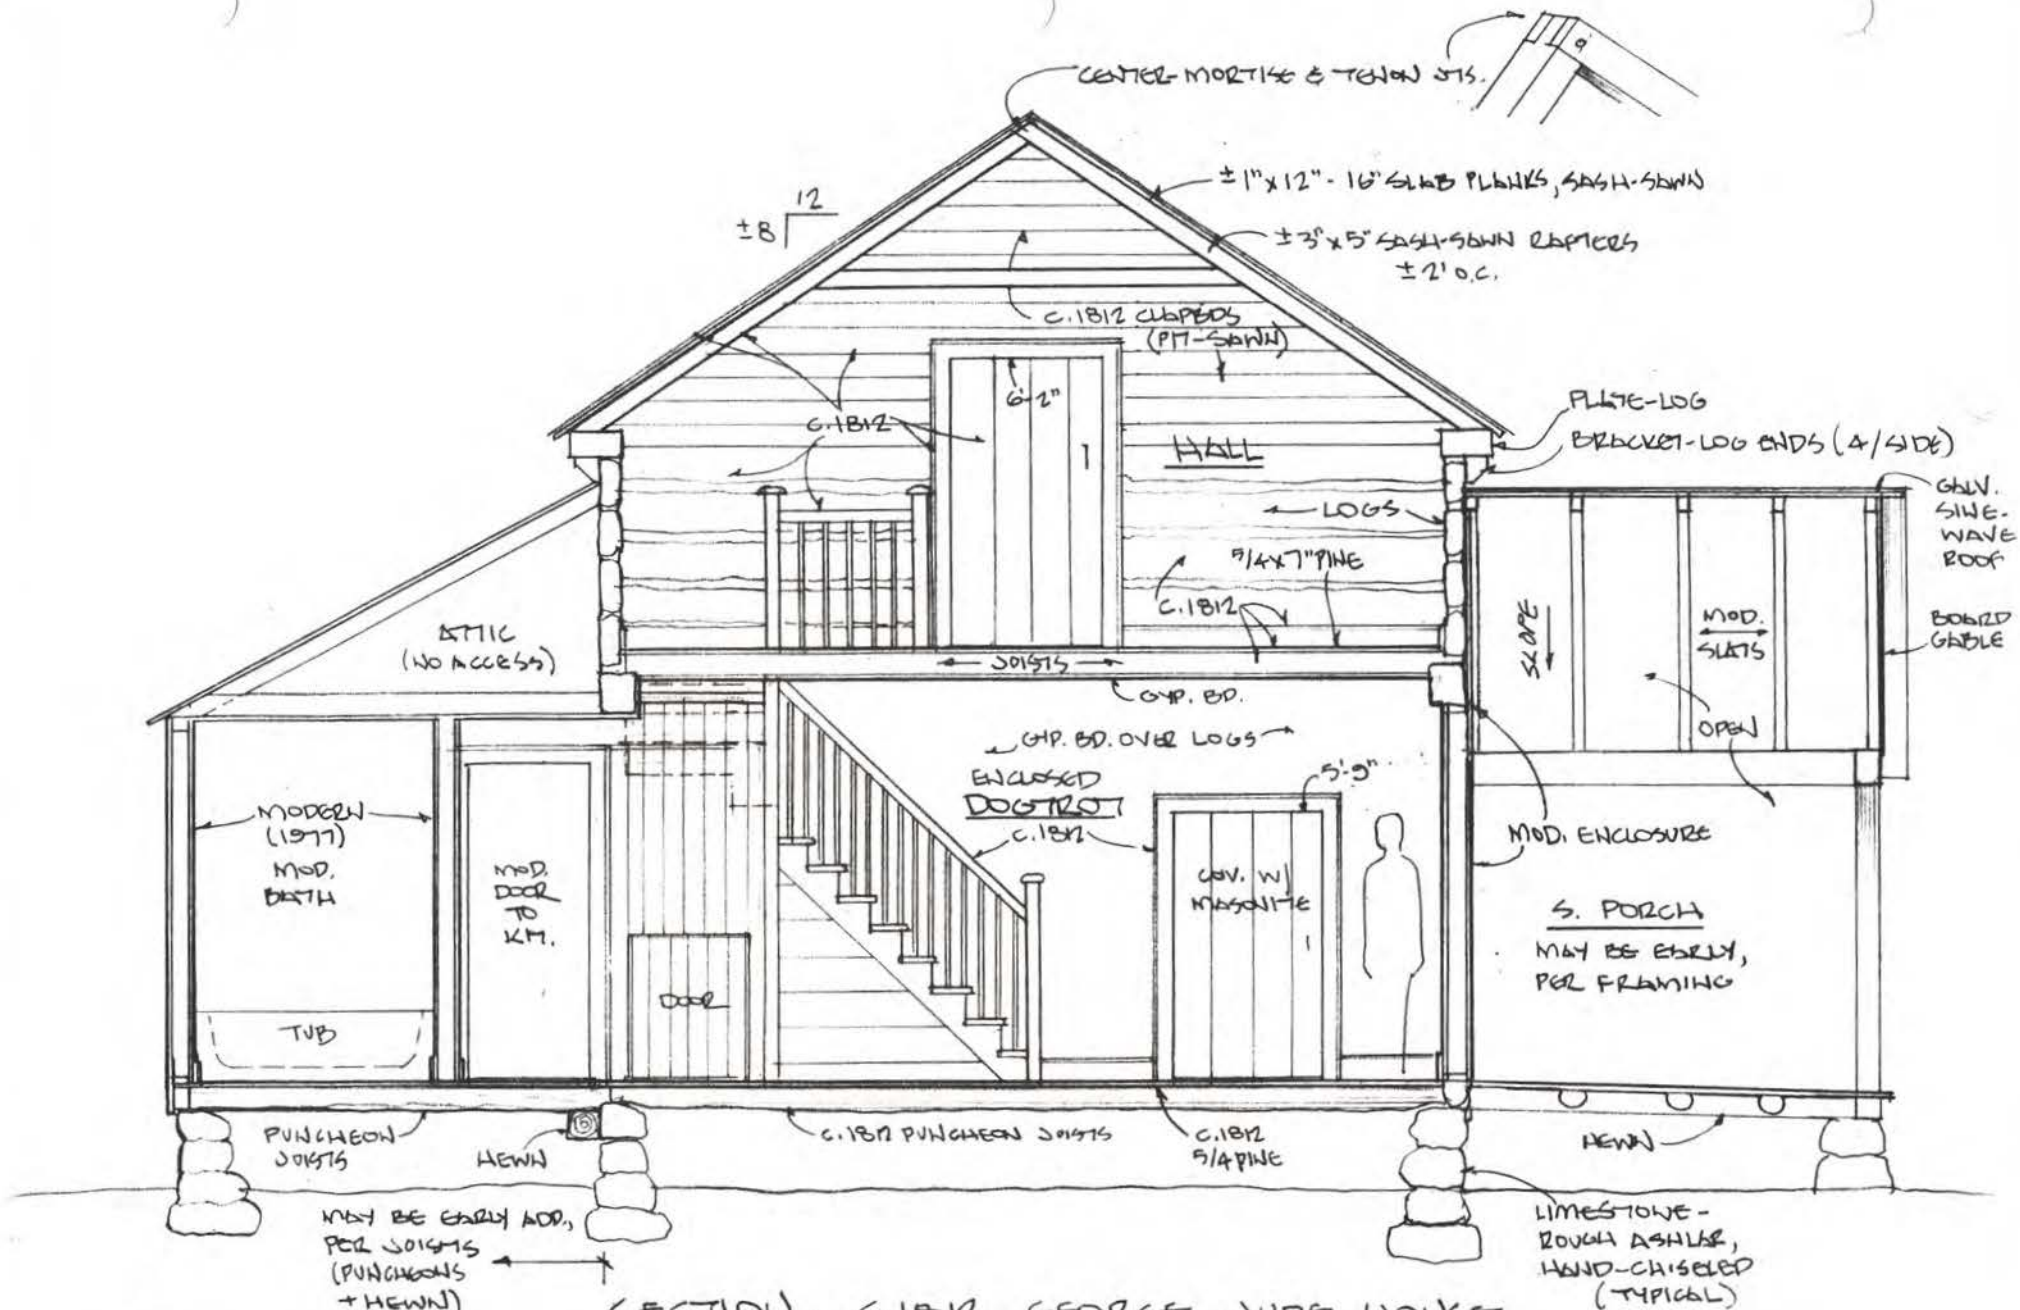 CENTER-MORTISE & TENON JTS.
±1"x12"-16" SLAB PLANKS, SASH-SAWN
12
±8
±3"x5" SASH-SAWN RAFTERS
±2' O.C.
C.1812 CLAPBDS
(PIT-SAWN)
6'-2"
C.1812
HALL
PLATE-LOG
BRACKET-LOG ENDS (4/SIDE)
GALV.
SINE-
WAVE
ROOF
LOGS
5/4x7" PINE
C.1812
ATTIC
(NO ACCESS)
JOISTS
GYP. BD.
SLOPE
MOD.
SLATS
BOARD
GABLE
OPEN
GYP. BD. OVER LOGS
ENCLOSED
DOGTROT
C.1812
5'-9"
MODERN
(1977)
MOD.
BATH
MOD.
DOOR
TO
KIT.
COV. W/
MASONITE
MOD. ENCLOSURE
S. PORCH
MAY BE EARLY,
PER FRAMING
DOOR
TUB
PUNCHEON
JOISTS
HEWN
C.1812 PUNCHEON JOISTS
C.1812
5/4 PINE
HEWN
MAY BE EARLY ADD.,
PER JOISTS
(PUNCHEONS
+ HEWN)
LIMESTONE-
ROUGH ASHLAR,
HAND-CHISELED
(TYPICAL)
SECTION C.1812 GEORGE HOUSE